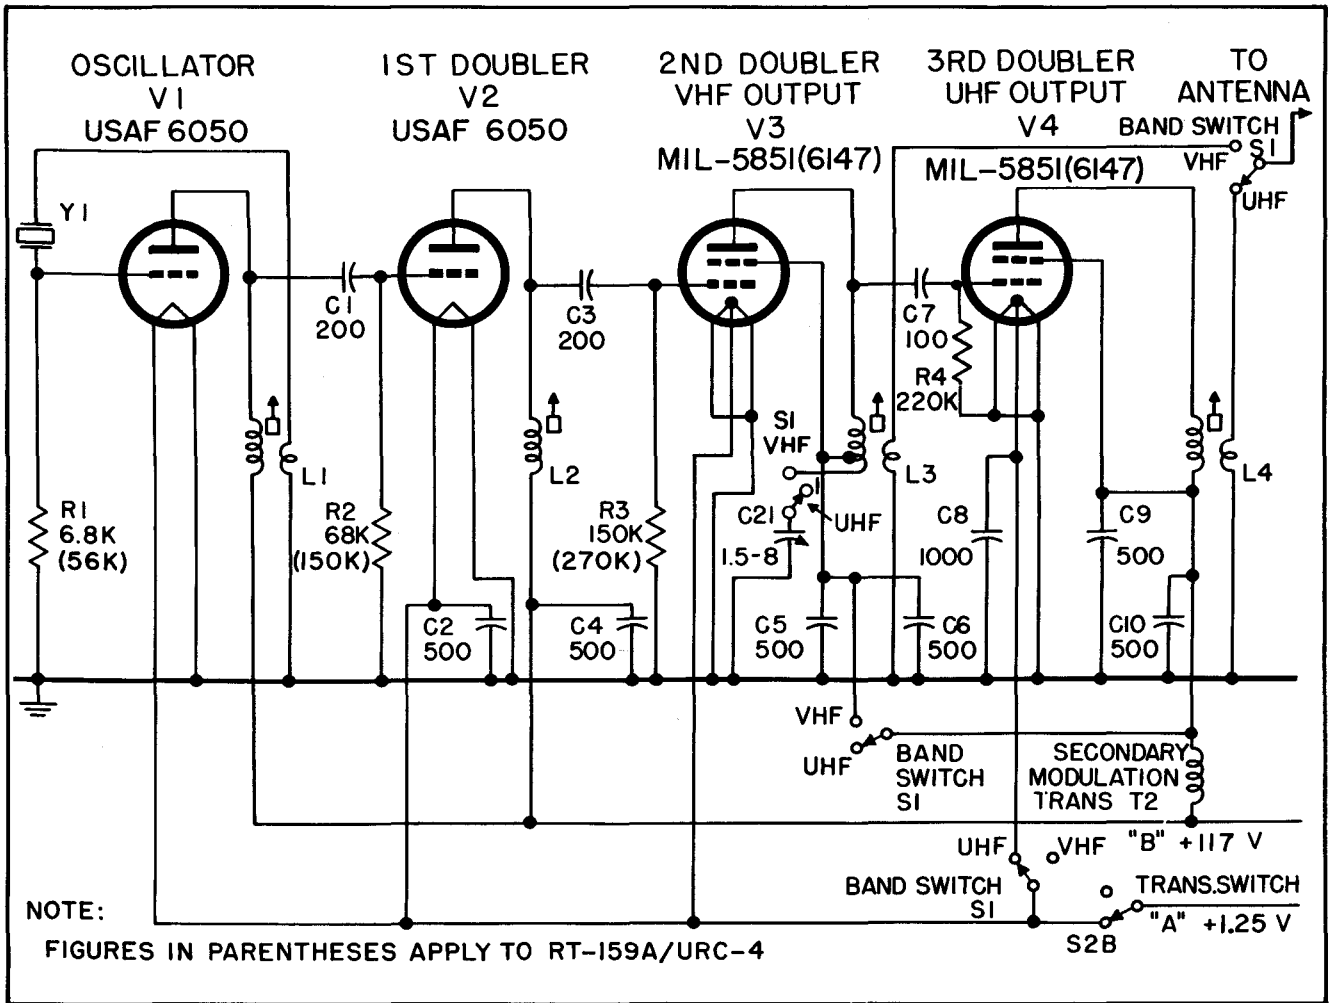 OSCILLATOR
V1
USAF 6050
1ST DOUBLER
V2
USAF 6050
2ND DOUBLER
VHF OUTPUT
V3
MIL-5851(6147)
3RD DOUBLER
UHF OUTPUT
V4
MIL-5851(6147)
TO
ANTENNA
BAND SWITCH
S1
VHF
UHF
Y1
C1
200
C3
200
C7
100
R4
220K
S1
VHF
L1
L2
L3
L4
R1
6.8K
(56K)
R2
68K
(150K)
R3
150K
(270K)
C21
1.5-8
UHF
C8
1000
C9
500
C2
500
C4
500
C5
500
C6
500
C10
500
VHF
UHF
BAND
SWITCH
S1
SECONDARY
MODULATION
TRANS T2
"B" +117 V
UHF
VHF
BAND SWITCH
S1
TRANS.SWITCH
"A" +1.25 V
S2B
NOTE:
FIGURES IN PARENTHESES APPLY TO RT-159A/URC-4